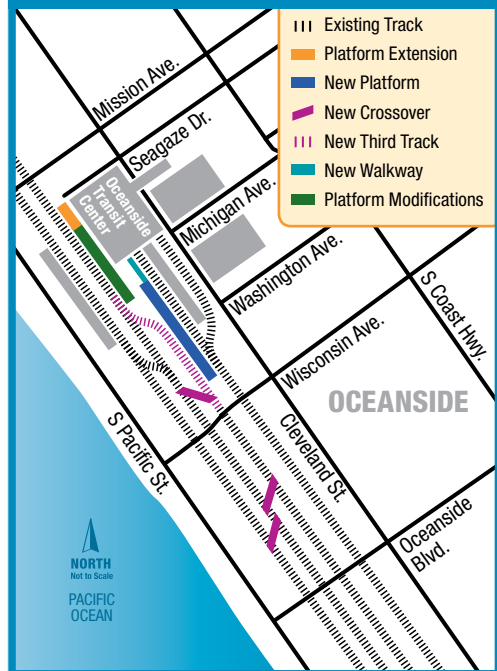 Existing Track
Platform Extension
New Platform
New Crossover
New Third Track
New Walkway
Platform Modifications
Mission Ave.
Seagaze Dr.
Oceanside
Transit
Center
Michigan Ave.
Washington Ave.
S Coast Hwy.
Wisconsin Ave.
OCEANSIDE
Cleveland St.
S Pacific St.
Oceanside
Blvd.
NORTH
Not to Scale
PACIFIC
OCEAN